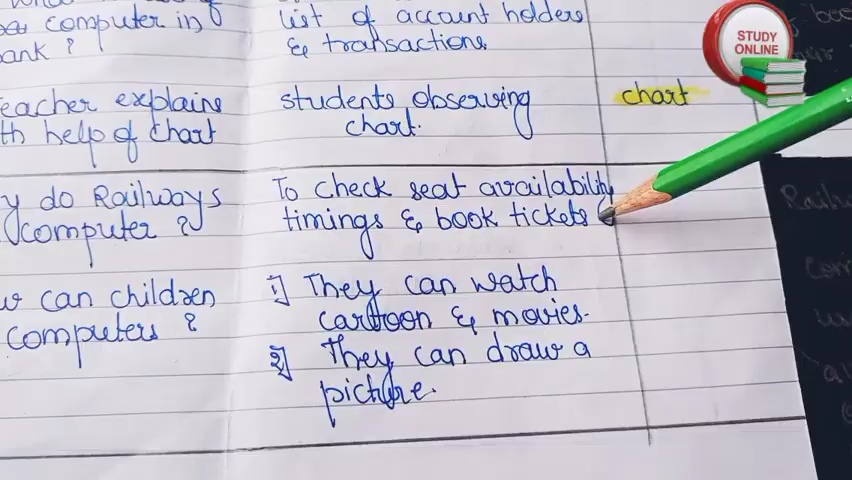 computer in
bank ?
list of account holders
& transactions
STUDY
ONLINE
teacher explains
with help of chart
students observing
chart.
chart
do Railways
computer ?
To check seat availability
timings & book tickets
can children
computers ?
1] They can watch
cartoon & movies.
2] They can draw a
picture.